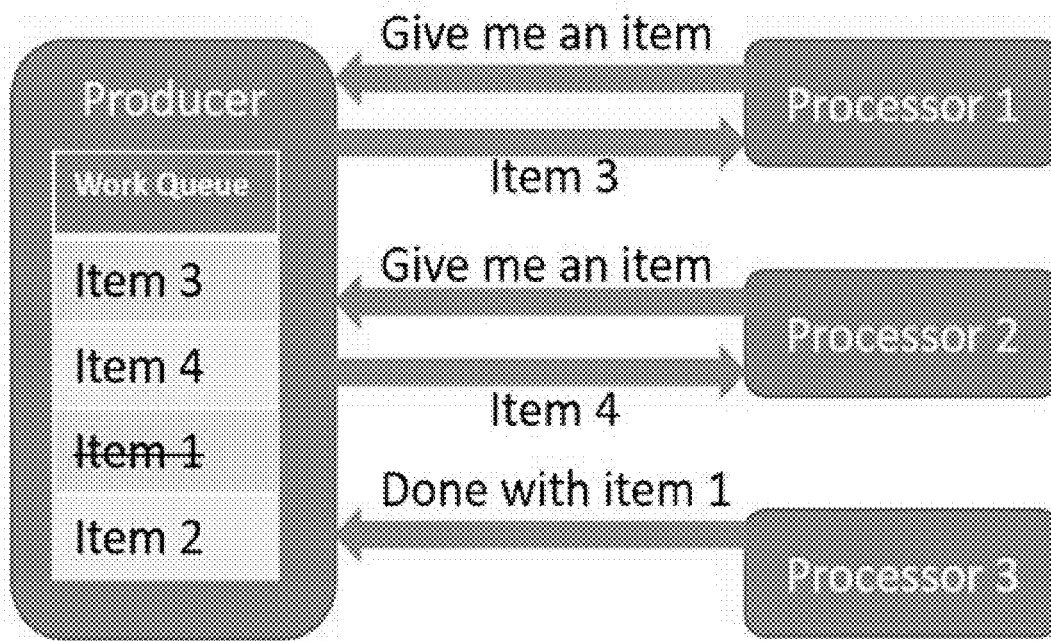 Give me an item
Producer
Processor 1
Work Queue
Item 3
Item 3
Give me an item
Processor 2
Item 4
Item 4
Item 1
Done with item 1
Item 2
Processor 3